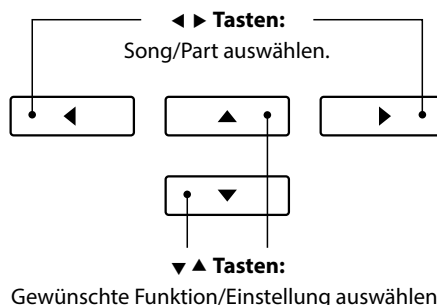 ◀ ▶ Tasten:
Song/Part auswählen.
◀ ▲ ▶
▼
▼ ▲ Tasten:
Gewünschte Funktion/Einstellung auswählen